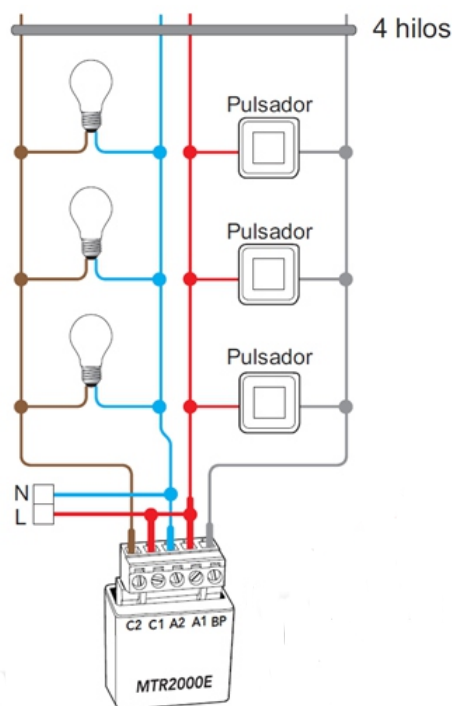 4 hilos
Pulsador
Pulsador
Pulsador
N
L
C2 C1 A2 A1 BP
MTR2000E